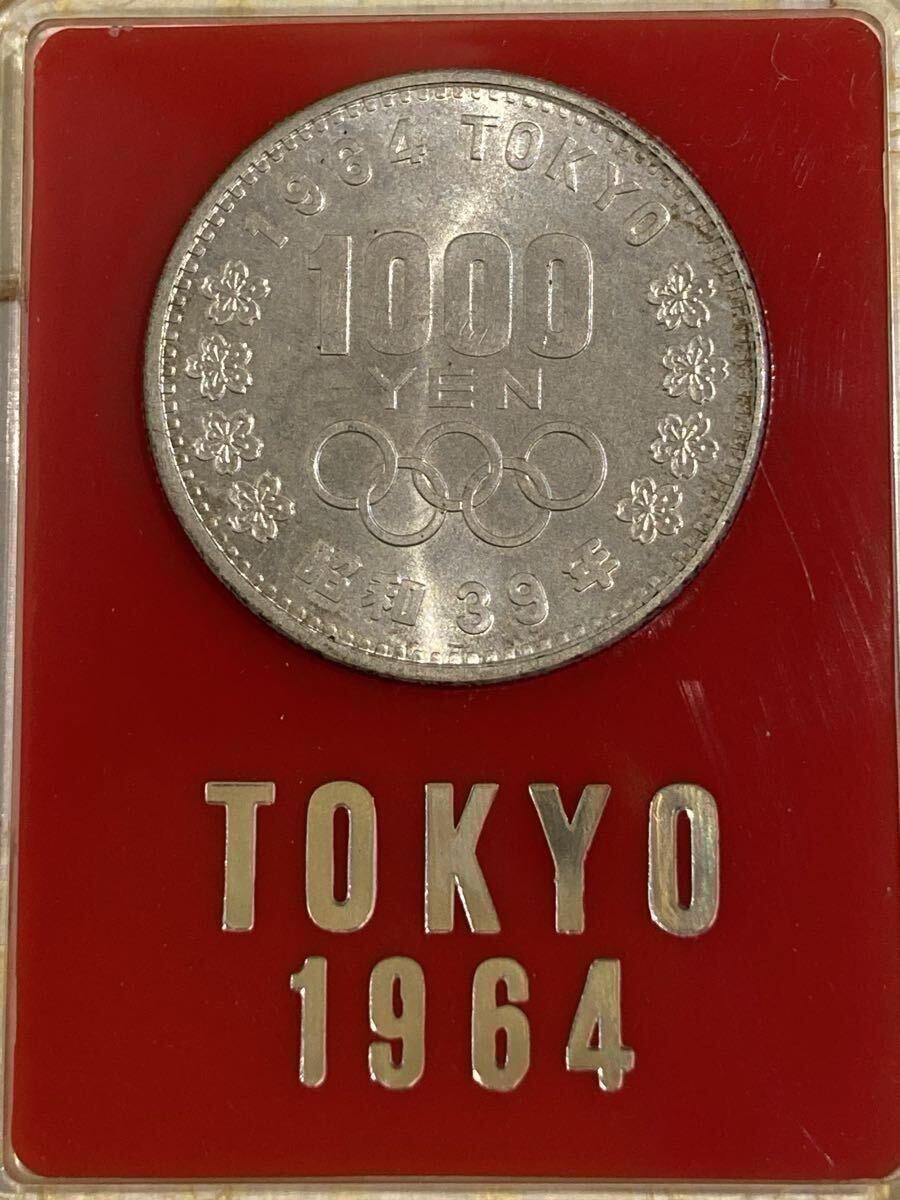 1964 TOKYO
1000
YEN
昭和39年
TOKYO
1964